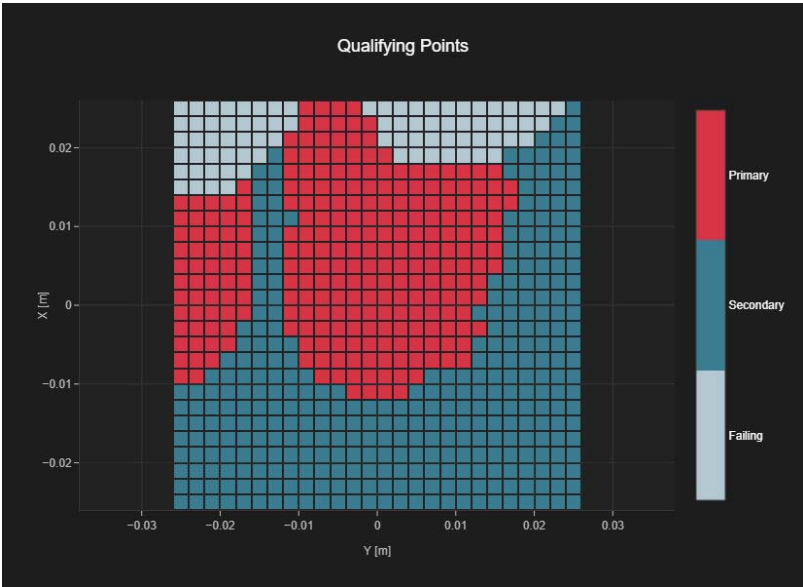 Qualifying Points
0.02
0.01
0
−0.01
−0.02
X [m]
−0.03
−0.02
−0.01
0
0.01
0.02
0.03
Y [m]
Primary
Secondary
Failing